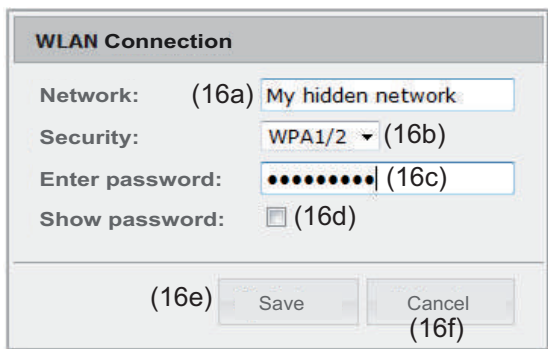 WLAN Connection
Network: (16a) My hidden network
Security: WPA1/2 (16b)
Enter password: ●●●●●●●●● (16c)
Show password: (16d)
(16e) Save Cancel
(16f)